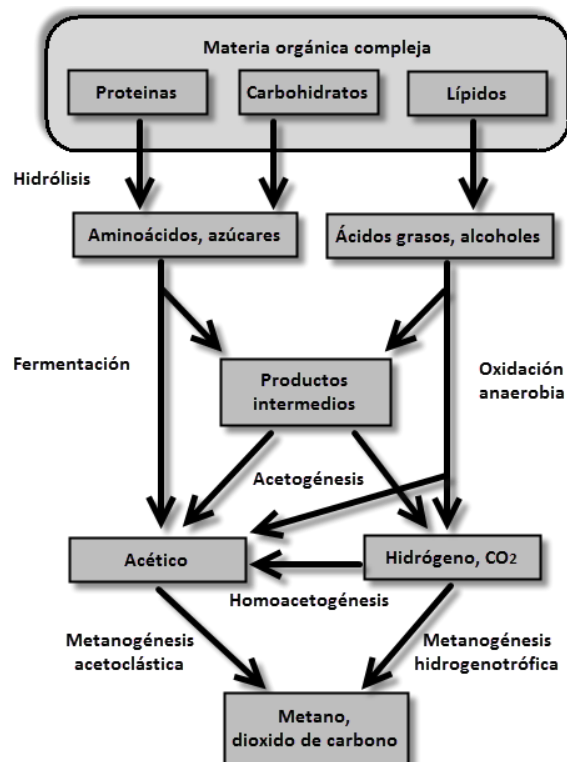 Materia orgánica compleja
Proteinas
Carbohidratos
Lípidos
Hidrólisis
Aminoácidos, azúcares
Ácidos grasos, alcoholes
Fermentación
Oxidación
anaerobia
Productos
intermedios
Acetogénesis
Acético
Hidrógeno, CO2
Homoacetogénesis
Metanogénesis
acetoclástica
Metanogénesis
hidrogenotrófica
Metano,
dioxido de carbono